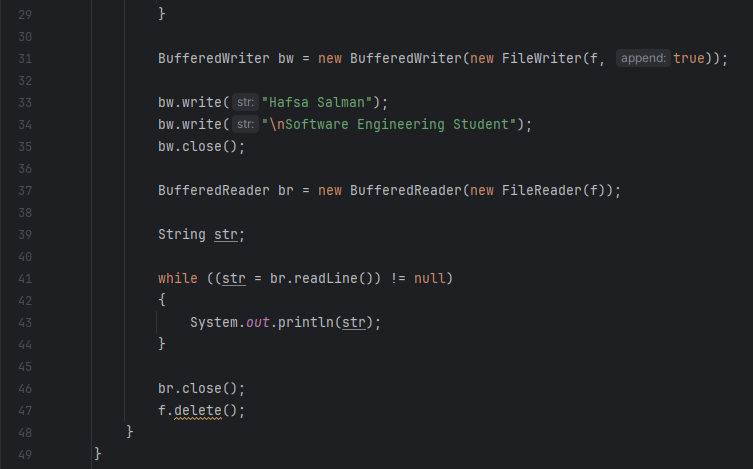 29 }
30
31 BufferedWriter bw = new BufferedWriter(new FileWriter(f, append: true));
32
33 bw.write( str: "Hafsa Salman");
34 bw.write( str: "\nSoftware Engineering Student");
35 bw.close();
36
37 BufferedReader br = new BufferedReader(new FileReader(f));
38
39 String str;
40
41 while ((str = br.readLine()) != null)
42 {
43 System.out.println(str);
44 }
45
46 br.close();
47 f.delete();
48 }
49 }